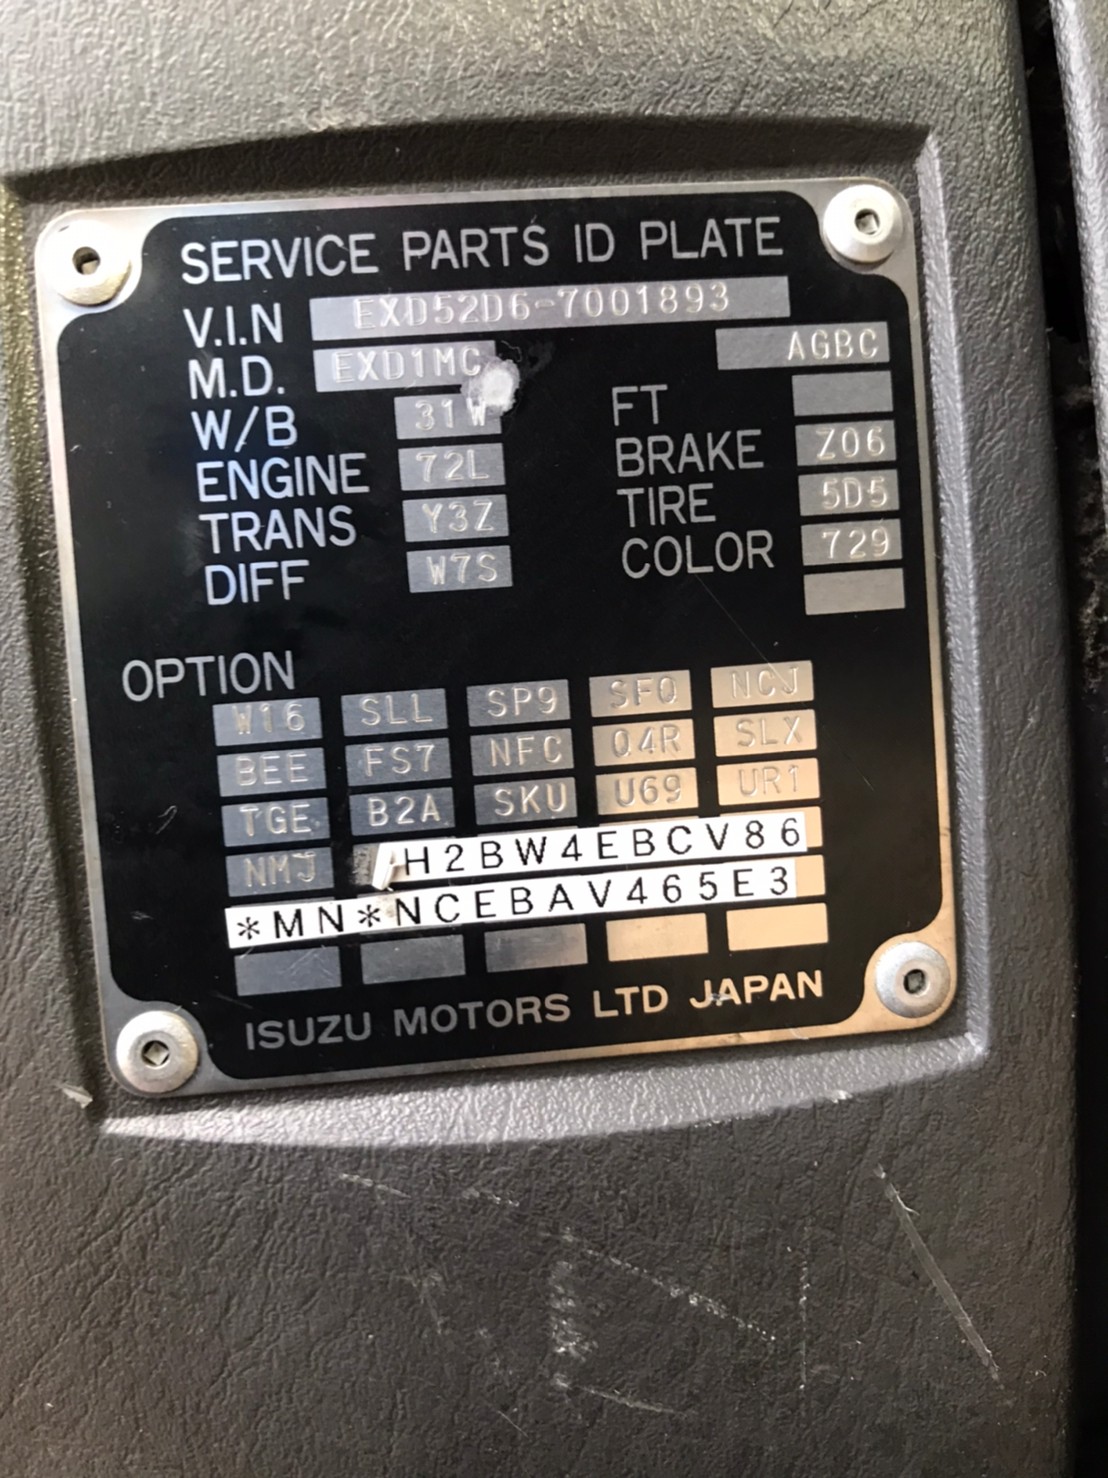 SERVICE PARTS ID PLATE
V.I.N EXD52D6-7001893
M.D. EXD1MC AGBC
W/B 31W FT
ENGINE 72L BRAKE Z06
TRANS Y3Z TIRE 5D5
DIFF W7S COLOR 729
OPTION
W16 SLL SP9 SF0 NCJ
BEE FS7 NFC 04R SLX
TGE B2A SKU U69 UR1
NMJ H2BW4EBCV86
*MN*NCEBAV465E3
ISUZU MOTORS LTD JAPAN